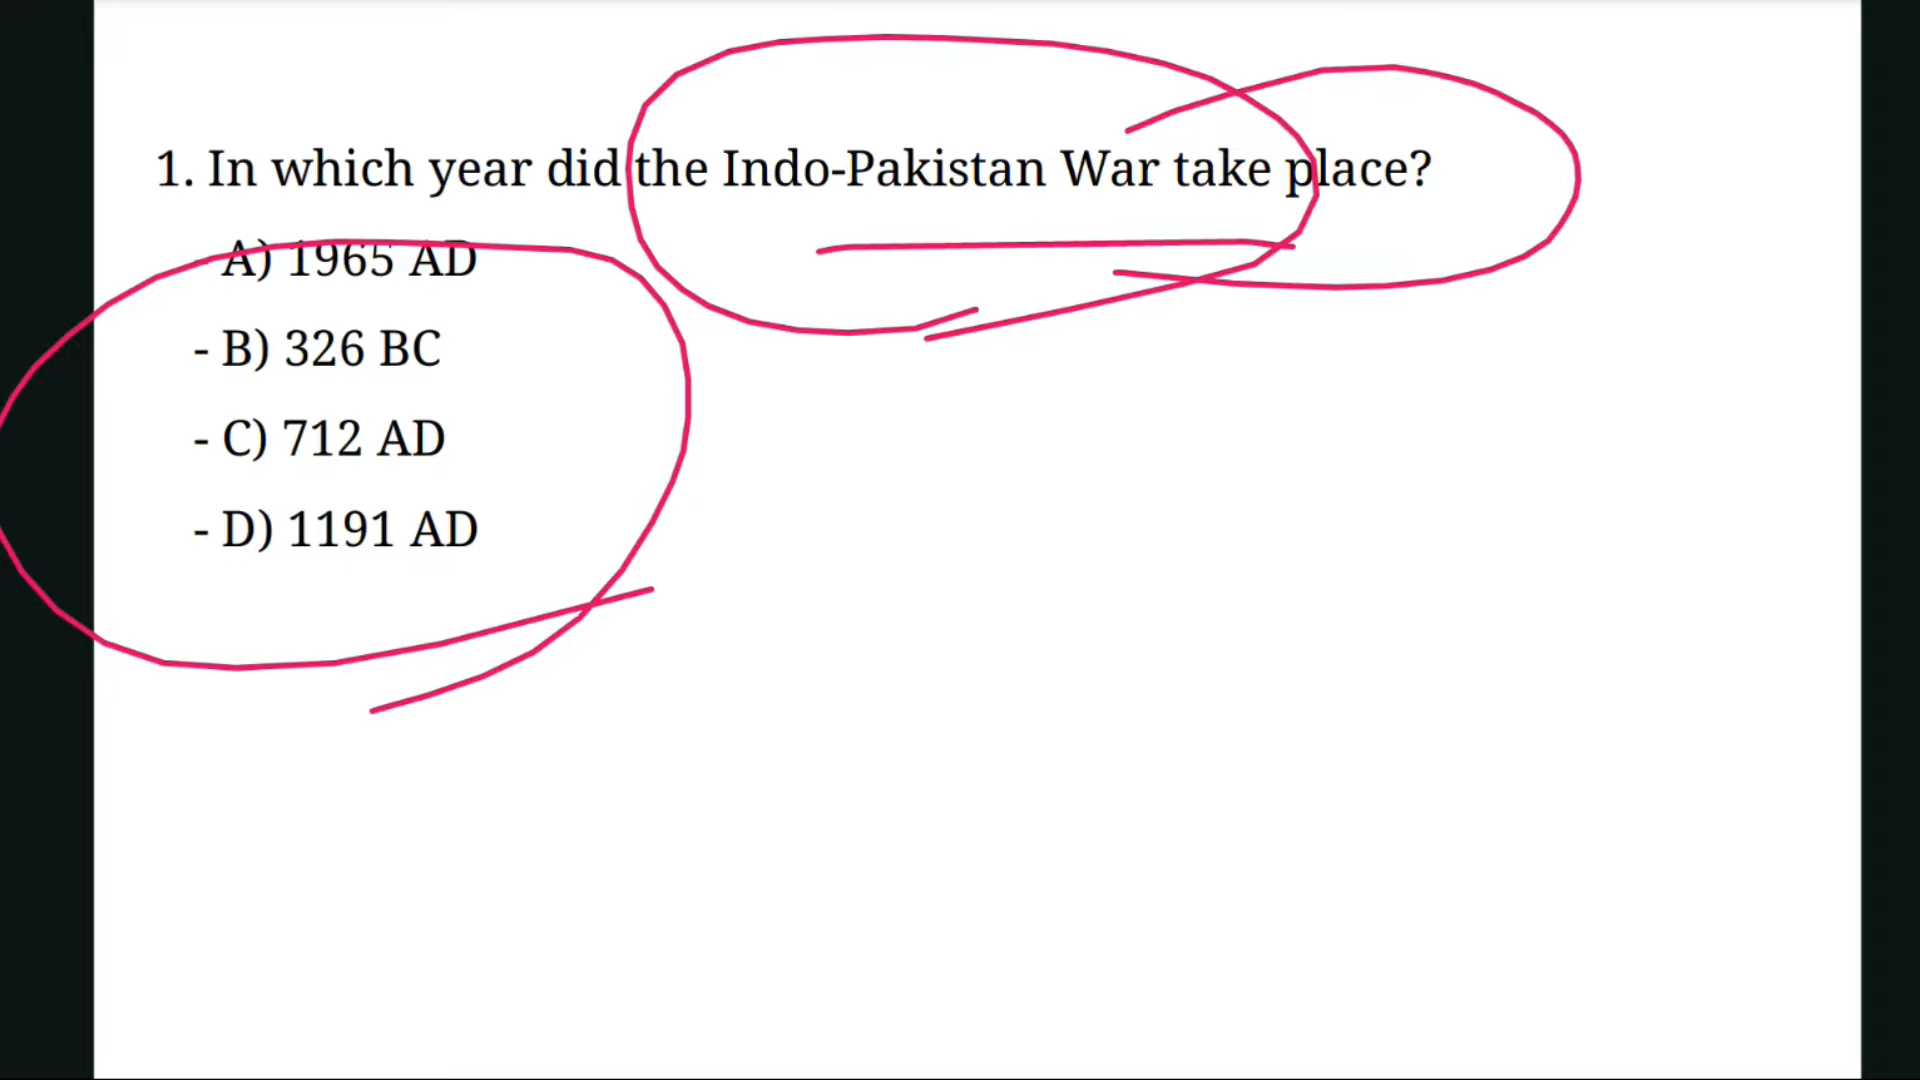 1. In which year did the Indo-Pakistan War take place?
- A) 1965 AD
- B) 326 BC
- C) 712 AD
- D) 1191 AD